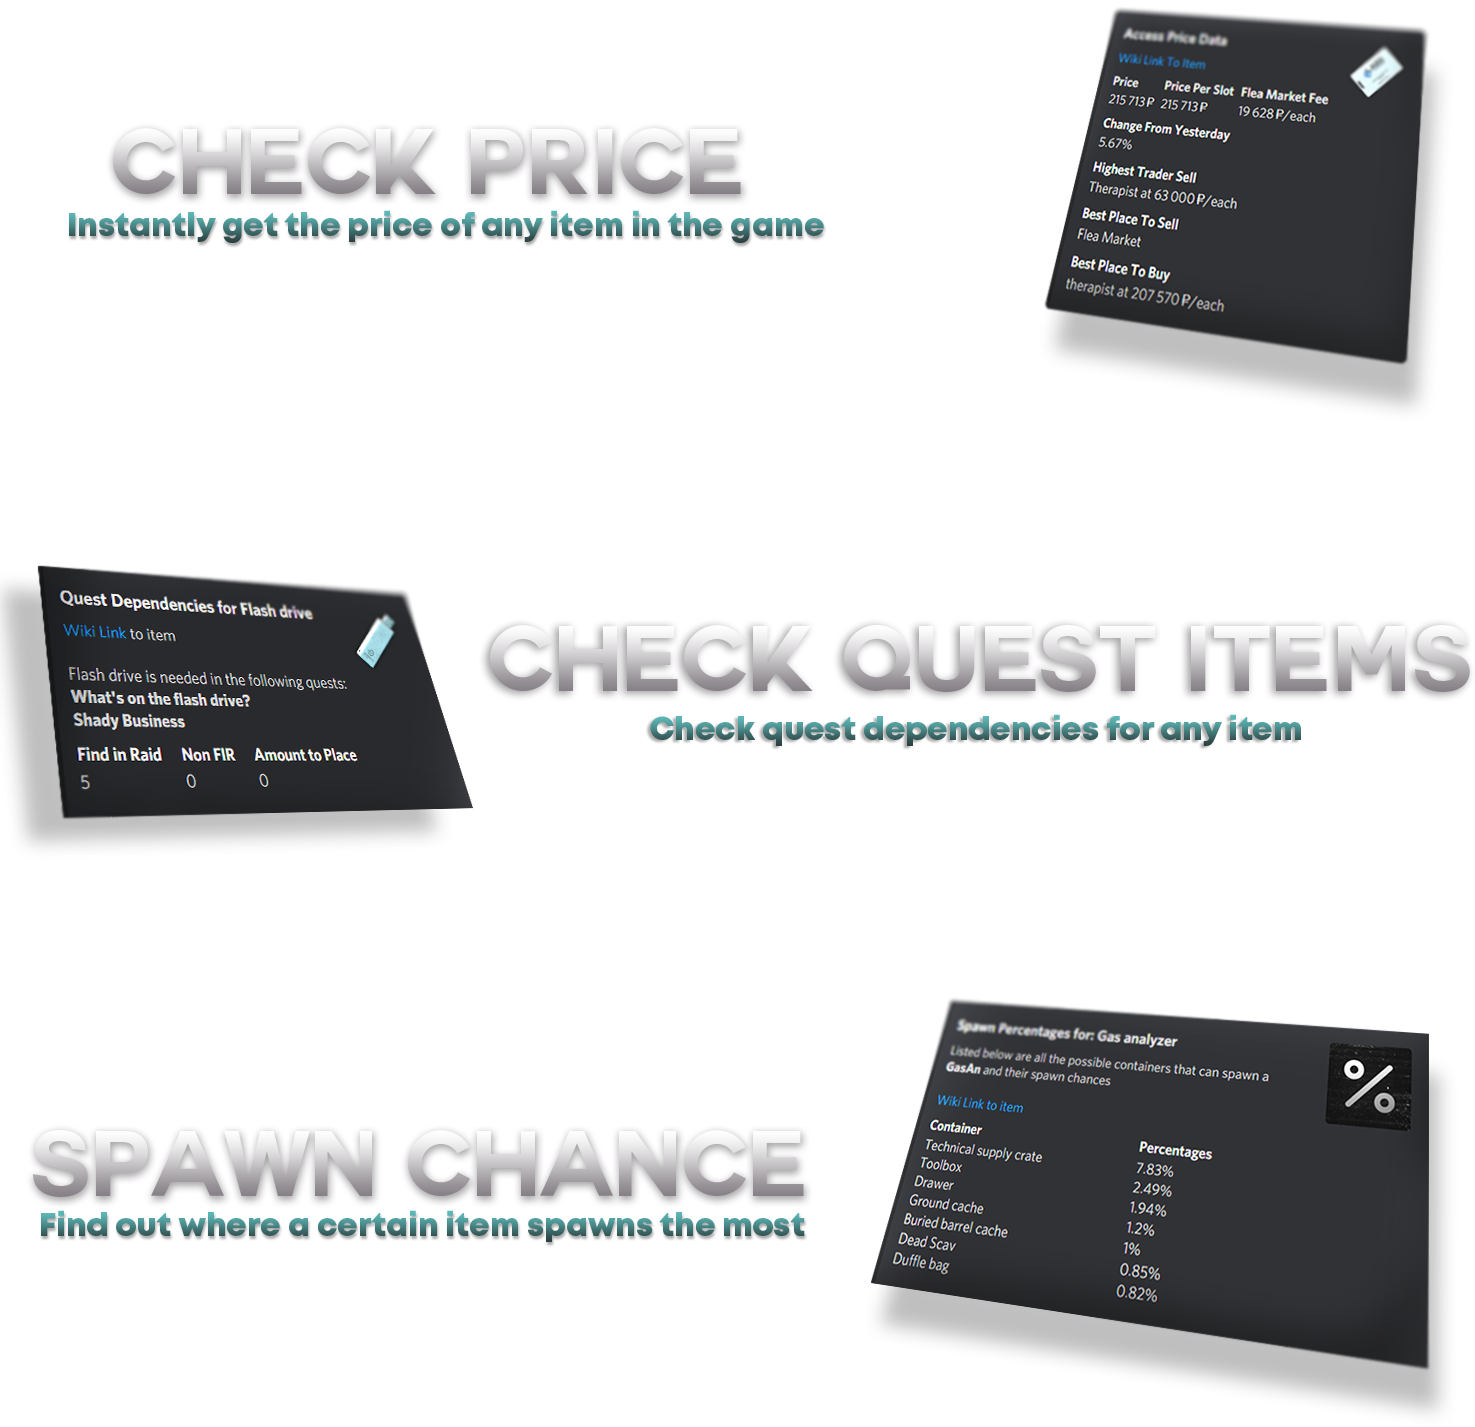 CHECK PRICE
Instantly get the price of any item in the game
Access Price Data
Wiki Link To Item
Price Price Per Slot Flea Market Fee
215 713 ₽ 215 713 ₽ 19 628 ₽/each
Change From Yesterday
5.67%
Highest Trader Sell
Therapist at 63 000 ₽/each
Best Place To Sell
Flea Market
Best Place To Buy
therapist at 207 570 ₽/each
Quest Dependencies for Flash drive
Wiki Link to item
Flash drive is needed in the following quests:
What's on the flash drive?
Shady Business
Find in Raid Non FIR Amount to Place
5 0 0
CHECK QUEST ITEMS
Check quest dependencies for any item
SPAWN CHANCE
Find out where a certain item spawns the most
Spawn Percentages for: Gas analyzer
Listed below are all the possible containers that can spawn a
GasAn and their spawn chances
Wiki Link to item
Container Percentages
Technical supply crate 7.83%
Toolbox 2.49%
Drawer 1.94%
Ground cache 1.2%
Buried barrel cache 1%
Dead Scav 0.85%
Duffle bag 0.82%
%